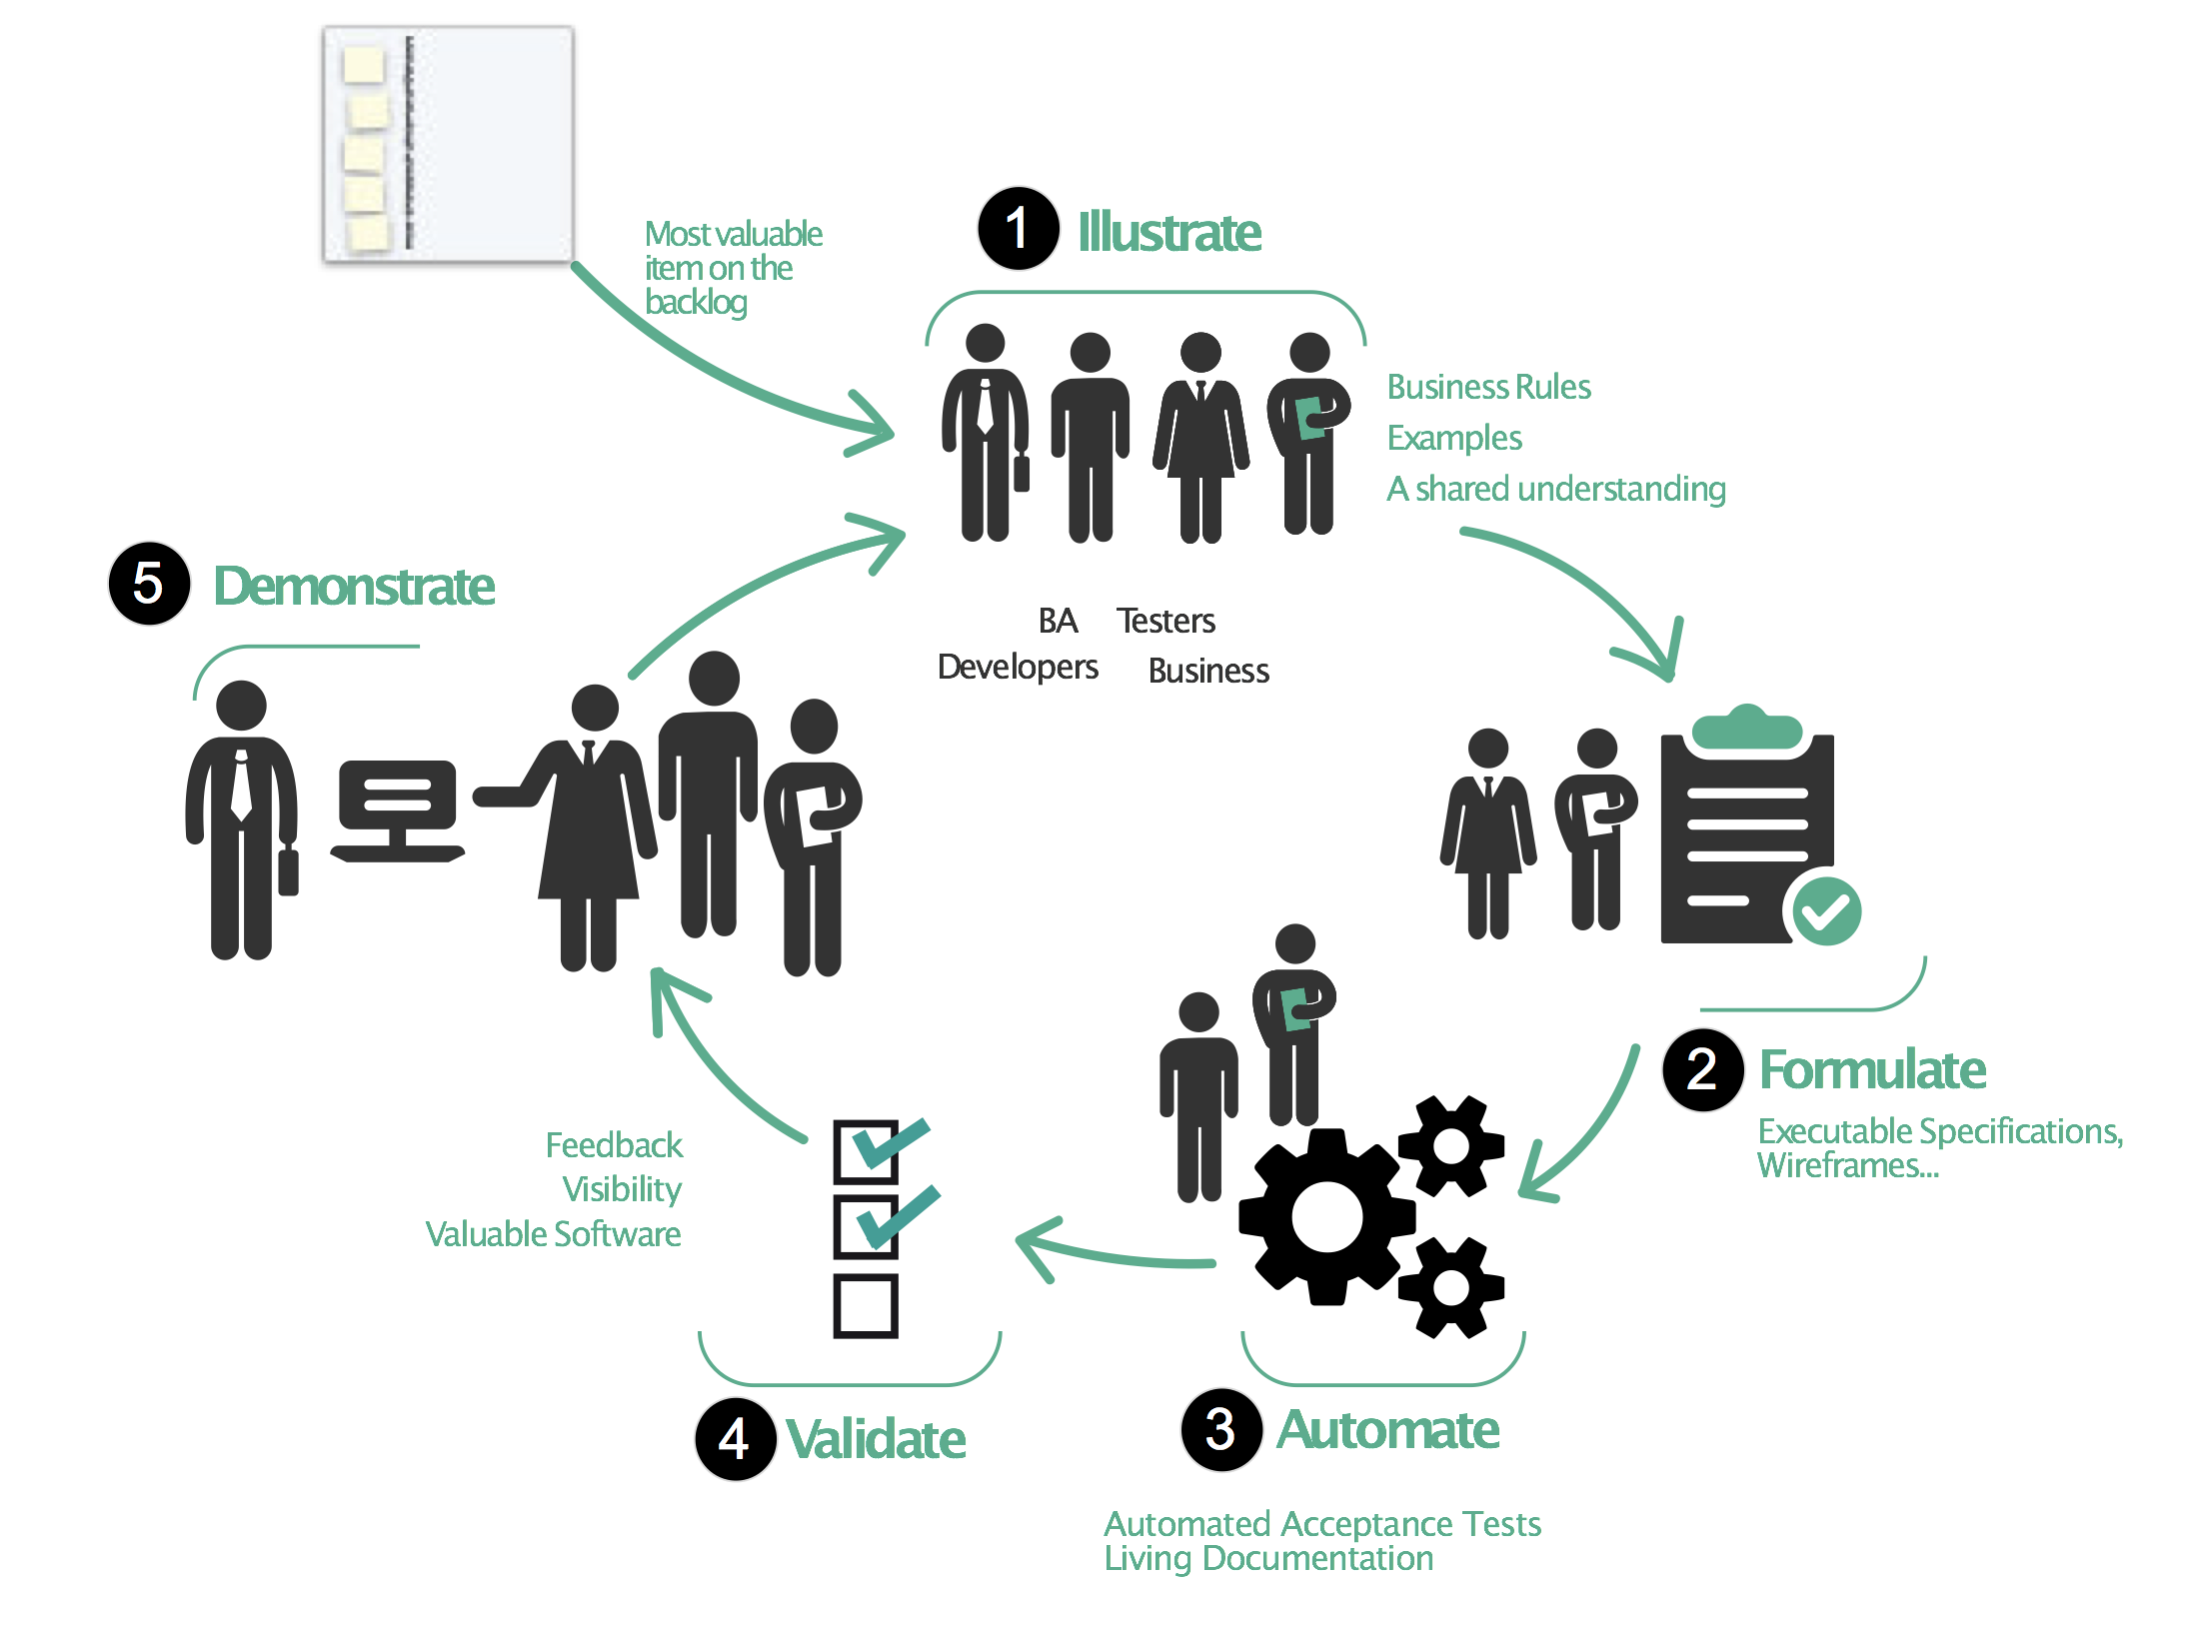 Most valuable
item on the
backlog
1 Illustrate
Business Rules
Examples
A shared understanding
BA Testers
Developers Business
5 Demonstrate
2 Formulate
Executable Specifications,
Wireframes...
Feedback
Visibility
Valuable Software
4 Validate
3 Automate
Automated Acceptance Tests
Living Documentation